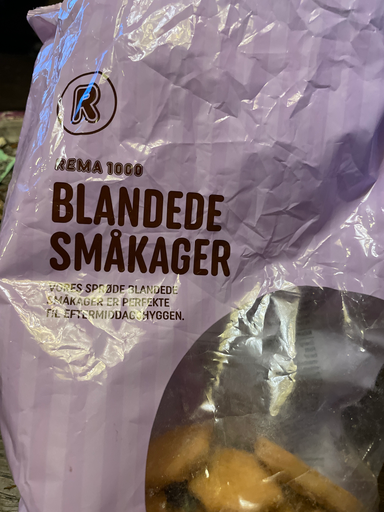 R
REMA 1000
BLANDEDE
SMÅKAGER
VORES SPRØDE BLANDEDE
SMÅKAGER ER PERFEKTE
TIL EFTERMIDDAGSHYGGEN.